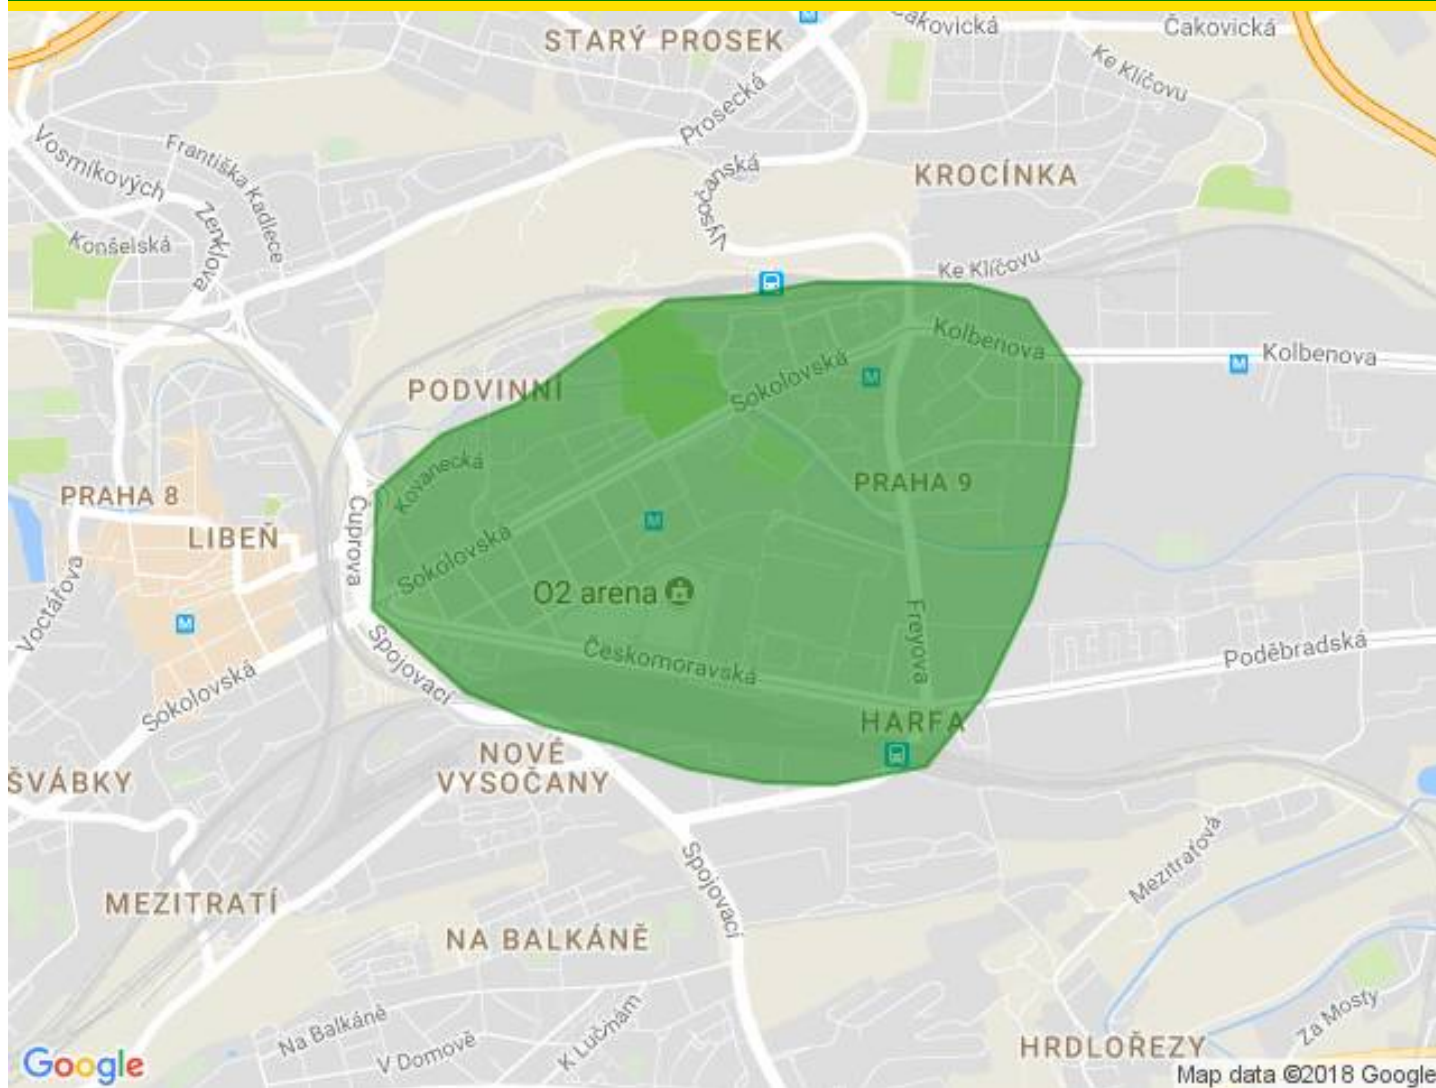 Čakovická
Čakovická
STARÝ PROSEK
Ke Klíčovu
Prosecká
Vosmíkových
Františka Kadlece
Vysočanská
KROCÍNKA
Zenklova
Konšelská
Ke Klíčovu
Kolbenova
Kolbenova
Sokolovská
PODVINNÍ
Kovanecká
PRAHA 9
PRAHA 8
Čuprova
LIBEŇ
Sokolovská
O2 arena
Voctářova
Freyova
Spojovací
Českomoravská
Poděbradská
Sokolovská
HARFA
NOVÉ
VYSOČANY
ŠVÁBKY
Spojovací
Mezitraťová
MEZITRATÍ
NA BALKÁNĚ
Na Balkáně
V Domově
K Lučinám
Za Mosty
HRDLOŘEZY
Google
Map data ©2018 Google